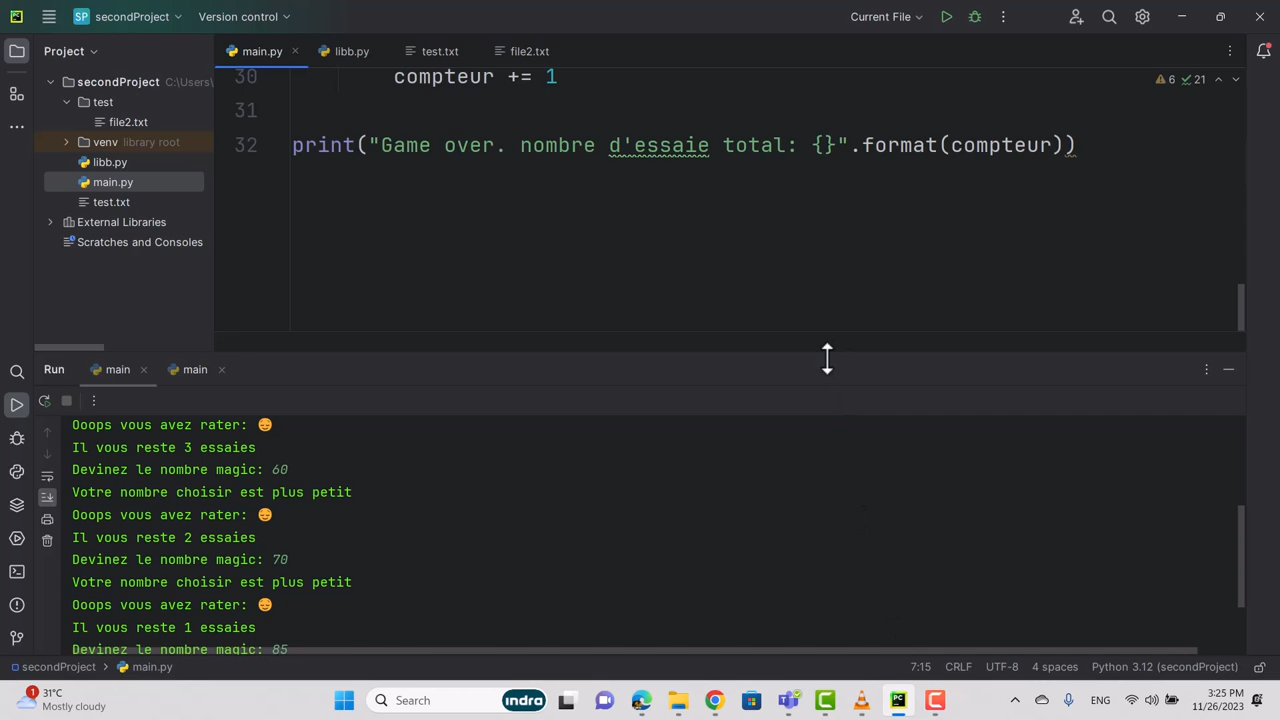 SP secondProject Version control Current File
Project main.py libb.py test.txt file2.txt
secondProject C:\Users\
test
file2.txt
venv library root
libb.py
main.py
test.txt
External Libraries
Scratches and Consoles
6 21
30 compteur += 1
31
32 print("Game over. nombre d'essaie total: {}".format(compteur))
Run main main
Ooops vous avez rater: 😔
Il vous reste 3 essaies
Devinez le nombre magic: 60
Votre nombre choisir est plus petit
Ooops vous avez rater: 😔
Il vous reste 2 essaies
Devinez le nombre magic: 70
Votre nombre choisir est plus petit
Ooops vous avez rater: 😔
Il vous reste 1 essaies
Devinez le nombre magic: 85
secondProject > main.py 7:15 CRLF UTF-8 4 spaces Python 3.12 (secondProject)
1 31°C
Mostly cloudy
Search indra
PC
ENG
3:25 PM
11/26/2023